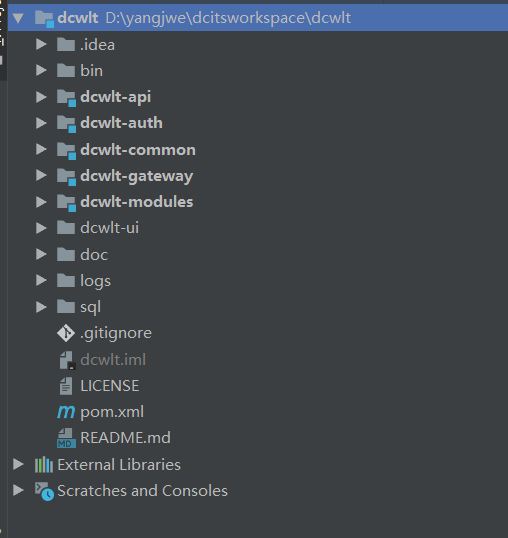 dcwlt D:\yangjwe\dcitsworkspace\dcwlt
.idea
bin
dcwlt-api
dcwlt-auth
dcwlt-common
dcwlt-gateway
dcwlt-modules
dcwlt-ui
doc
logs
sql
.gitignore
dcwlt.iml
LICENSE
pom.xml
README.md
External Libraries
Scratches and Consoles